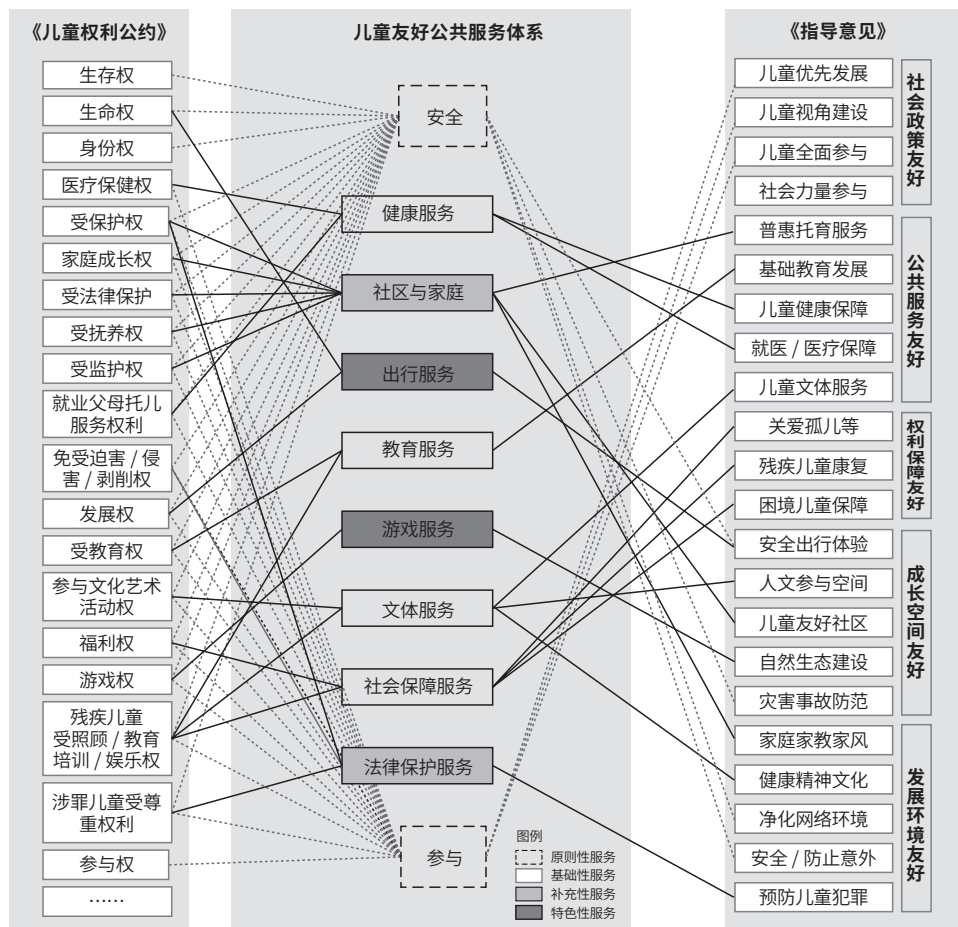 《儿童权利公约》
生存权
生命权
身份权
医疗保健权
受保护权
家庭成长权
受法律保护
受抚养权
受监护权
就业父母托儿
服务权利
免受迫害 / 侵
害 / 剥削权
发展权
受教育权
参与文化艺术
活动权
福利权
游戏权
残疾儿童
受照顾 / 教育
培训 / 娱乐权
涉罪儿童受尊
重权利
参与权
……
儿童友好公共服务体系
安全
健康服务
社区与家庭
出行服务
教育服务
游戏服务
文体服务
社会保障服务
法律保护服务
参与
图例
原则性服务
基础性服务
补充性服务
特色性服务
《指导意见》
儿童优先发展
儿童视角建设
儿童全面参与
社会力量参与
社会政策友好
普惠托育服务
基础教育发展
儿童健康保障
就医 / 医疗保障
儿童文体服务
公共服务友好
关爱孤儿等
残疾儿童康复
困境儿童保障
权利保障友好
安全出行体验
人文参与空间
儿童友好社区
自然生态建设
灾害事故防范
成长空间友好
家庭家教家风
健康精神文化
净化网络环境
安全 / 防止意外
预防儿童犯罪
发展环境友好